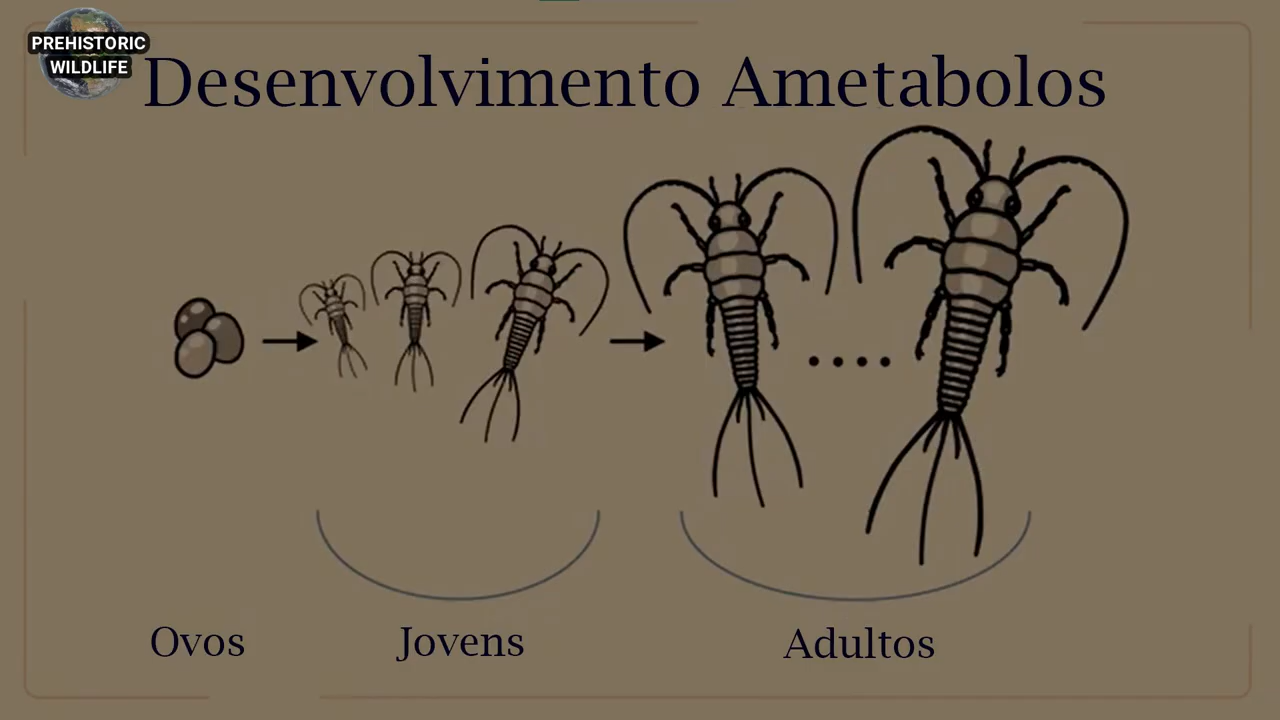 PREHISTORIC
WILDLIFE
Desenvolvimento Ametabolos
Ovos
Jovens
Adultos